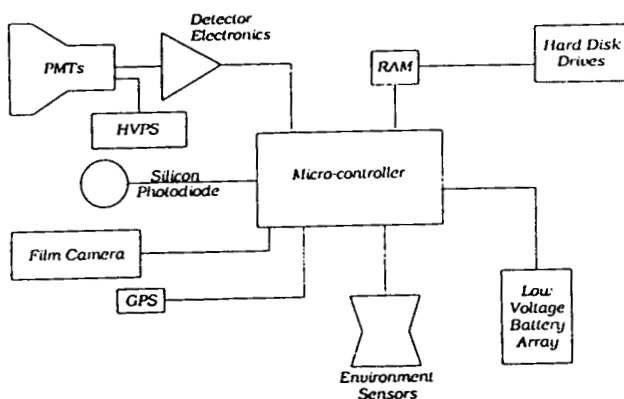 Detector
Electronics
PMTs
HVPS
RAM
Hard Disk
Drives
Silicon
Photodiode
Micro-controller
Film Camera
GPS
Environment
Sensors
Low
Voltage
Battery
Array